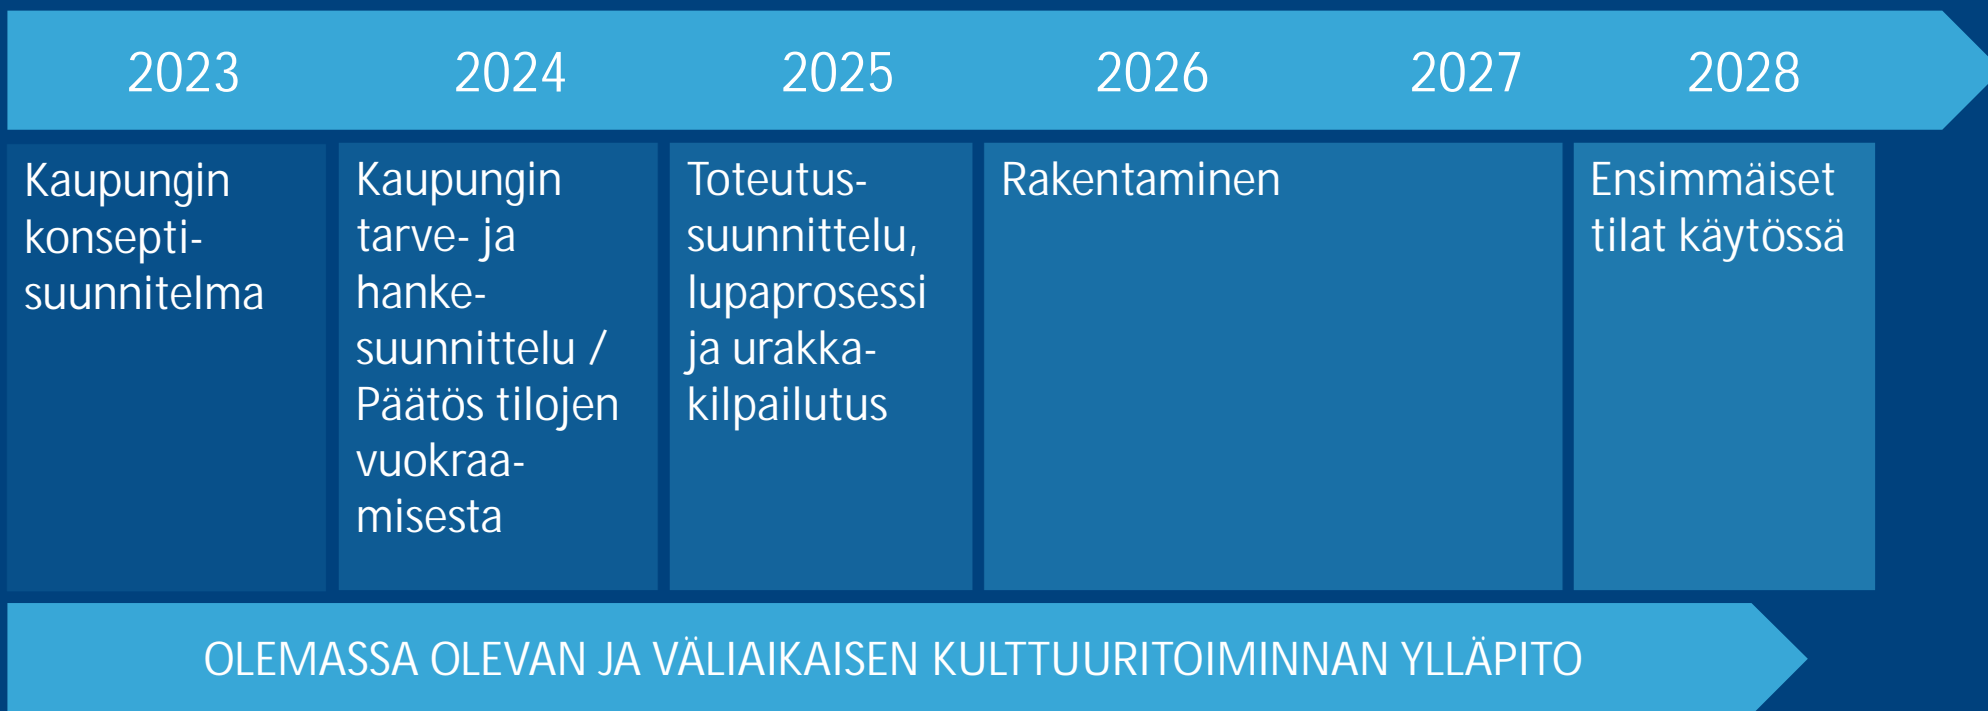 2023 2024 2025 2026 2027 2028
Kaupungin
konsepti-
suunnitelma
Kaupungin
tarve- ja
hanke-
suunnittelu /
Päätös tilojen
vuokraa-
misesta
Toteutus-
suunnittelu,
lupaprosessi
ja urakka-
kilpailutus
Rakentaminen
Ensimmäiset
tilat käytössä
OLEMASSA OLEVAN JA VÄLIAIKAISEN KULTTUURITOIMINNAN YLLÄPITO